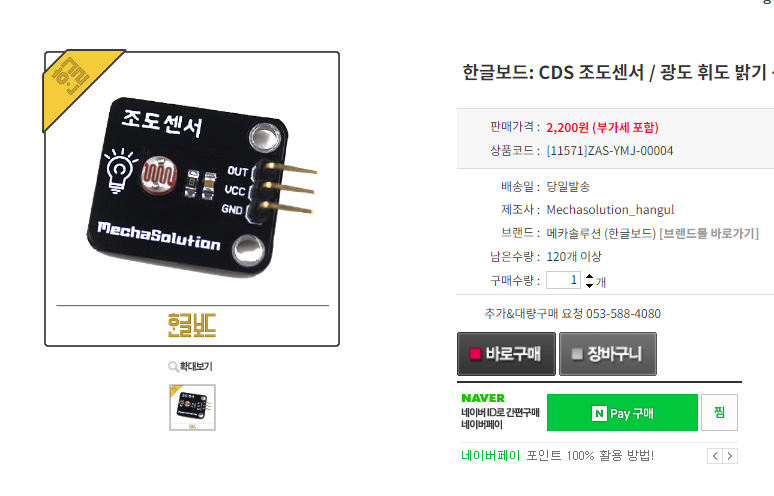 한글
조도센서
OUT
VCC
GND
MechaSolution
한글보드
확대보기
한글보드: CDS 조도센서 / 광도 휘도 밝기
판매가격 : 2,200원 (부가세 포함)
상품코드 : [11571]ZAS-YMJ-00004
배송일 : 당일발송
제조사 : Mechasolution_hangul
브랜드 : 메카솔루션 (한글보드) [브랜드몰 바로가기]
남은수량 : 120개 이상
구매수량 : 1 개
추가&대량구매 요청 053-588-4080
바로구매 장바구니
NAVER
네이버 ID로 간편구매
네이버페이
N Pay 구매 찜
네이버페이 포인트 100% 활용 방법!